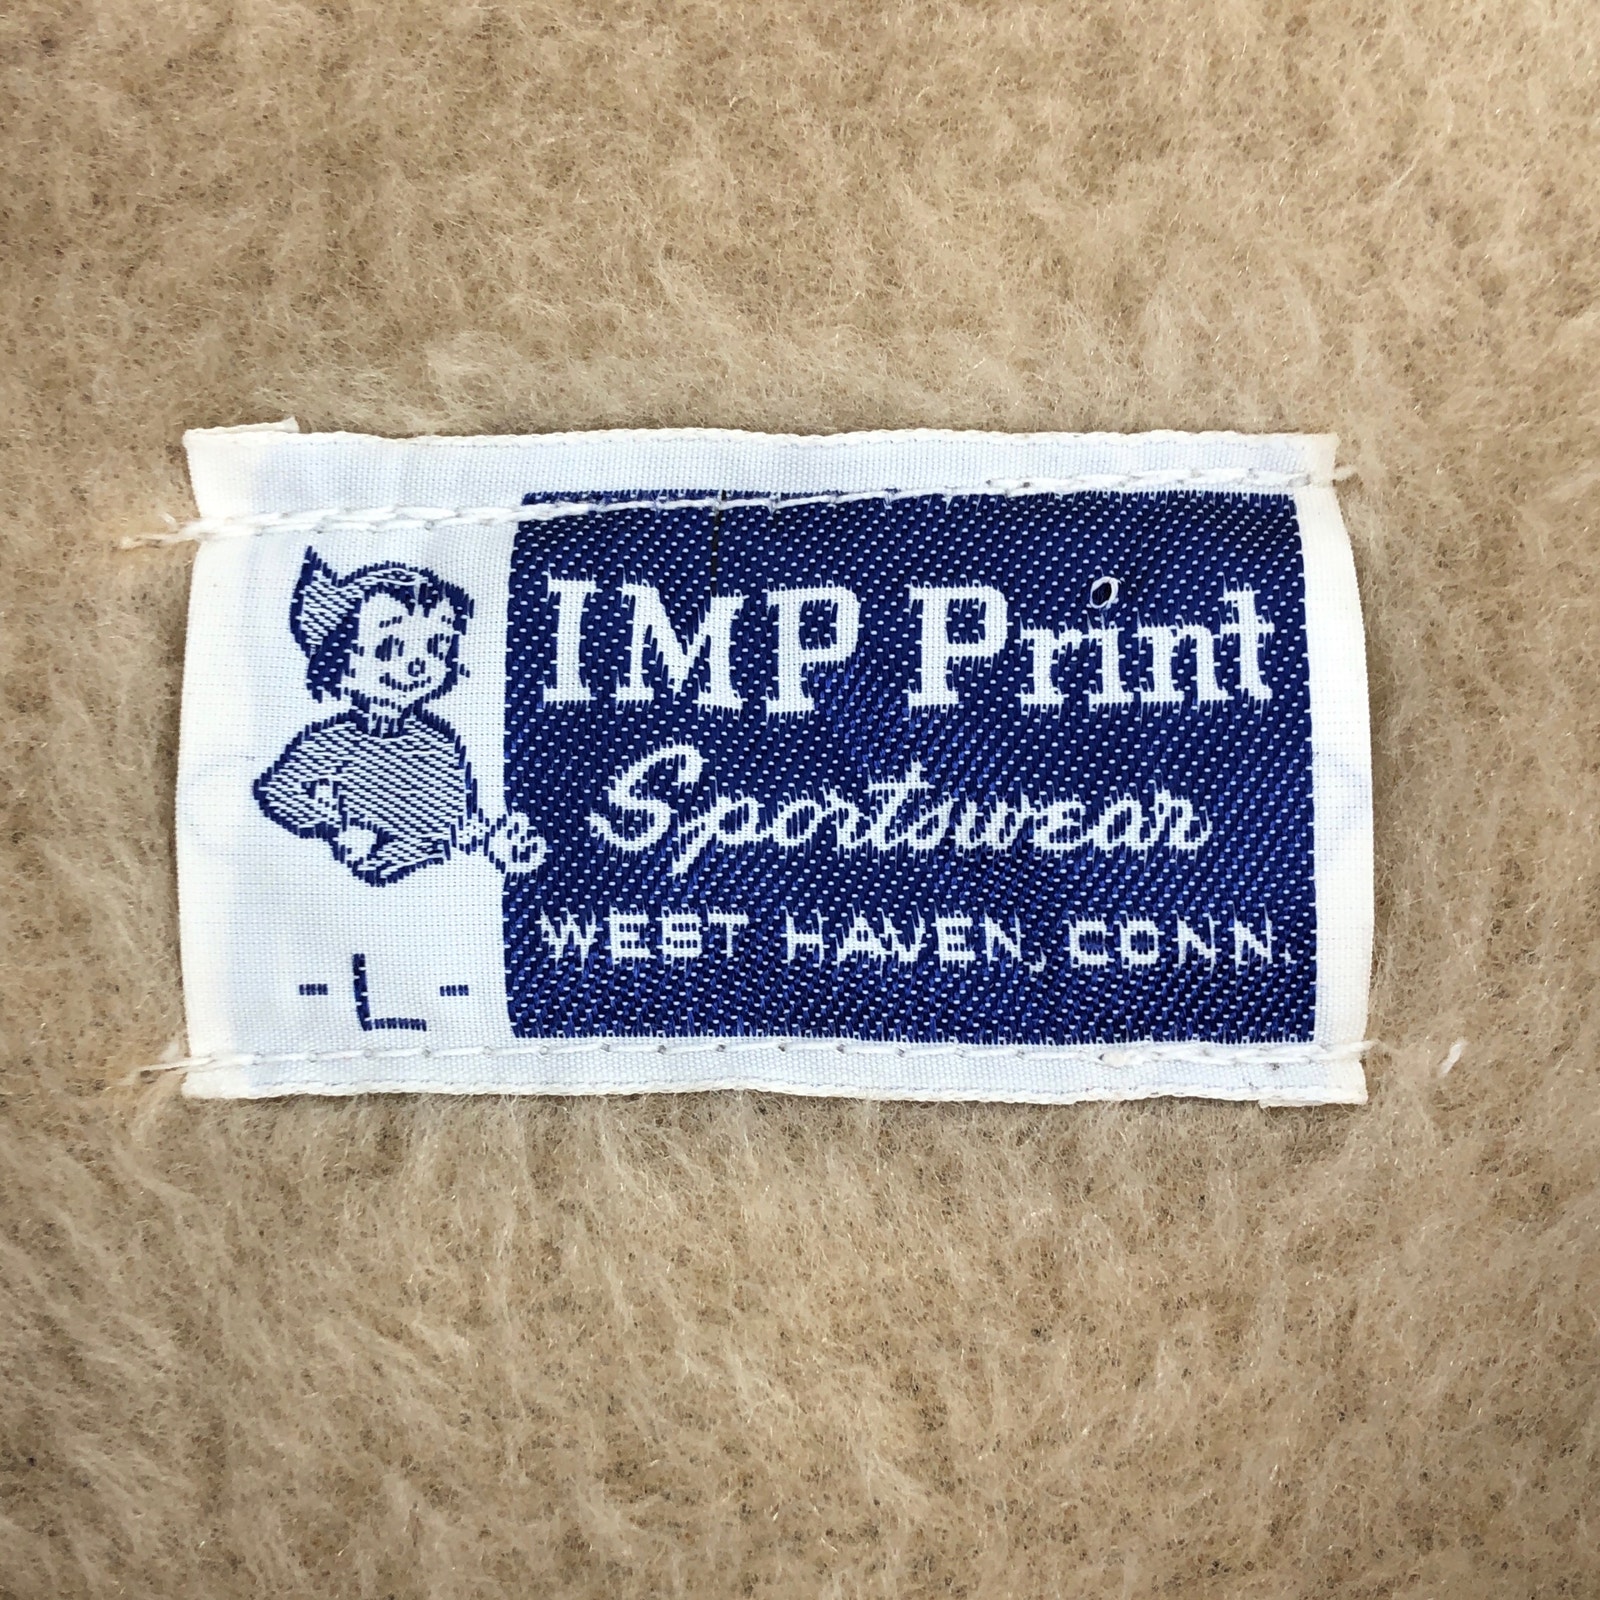 IMP Print
Sportswear
WEST HAVEN, CONN.
-L-